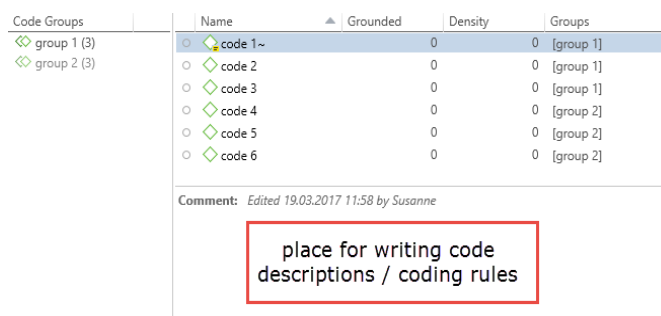 Code Groups
group 1 (3)
group 2 (3)
Name Grounded Density Groups
code 1~ 0 0 [group 1]
code 2 0 0 [group 1]
code 3 0 0 [group 1]
code 4 0 0 [group 2]
code 5 0 0 [group 2]
code 6 0 0 [group 2]
Comment: Edited 19.03.2017 11:58 by Susanne
place for writing code
descriptions / coding rules